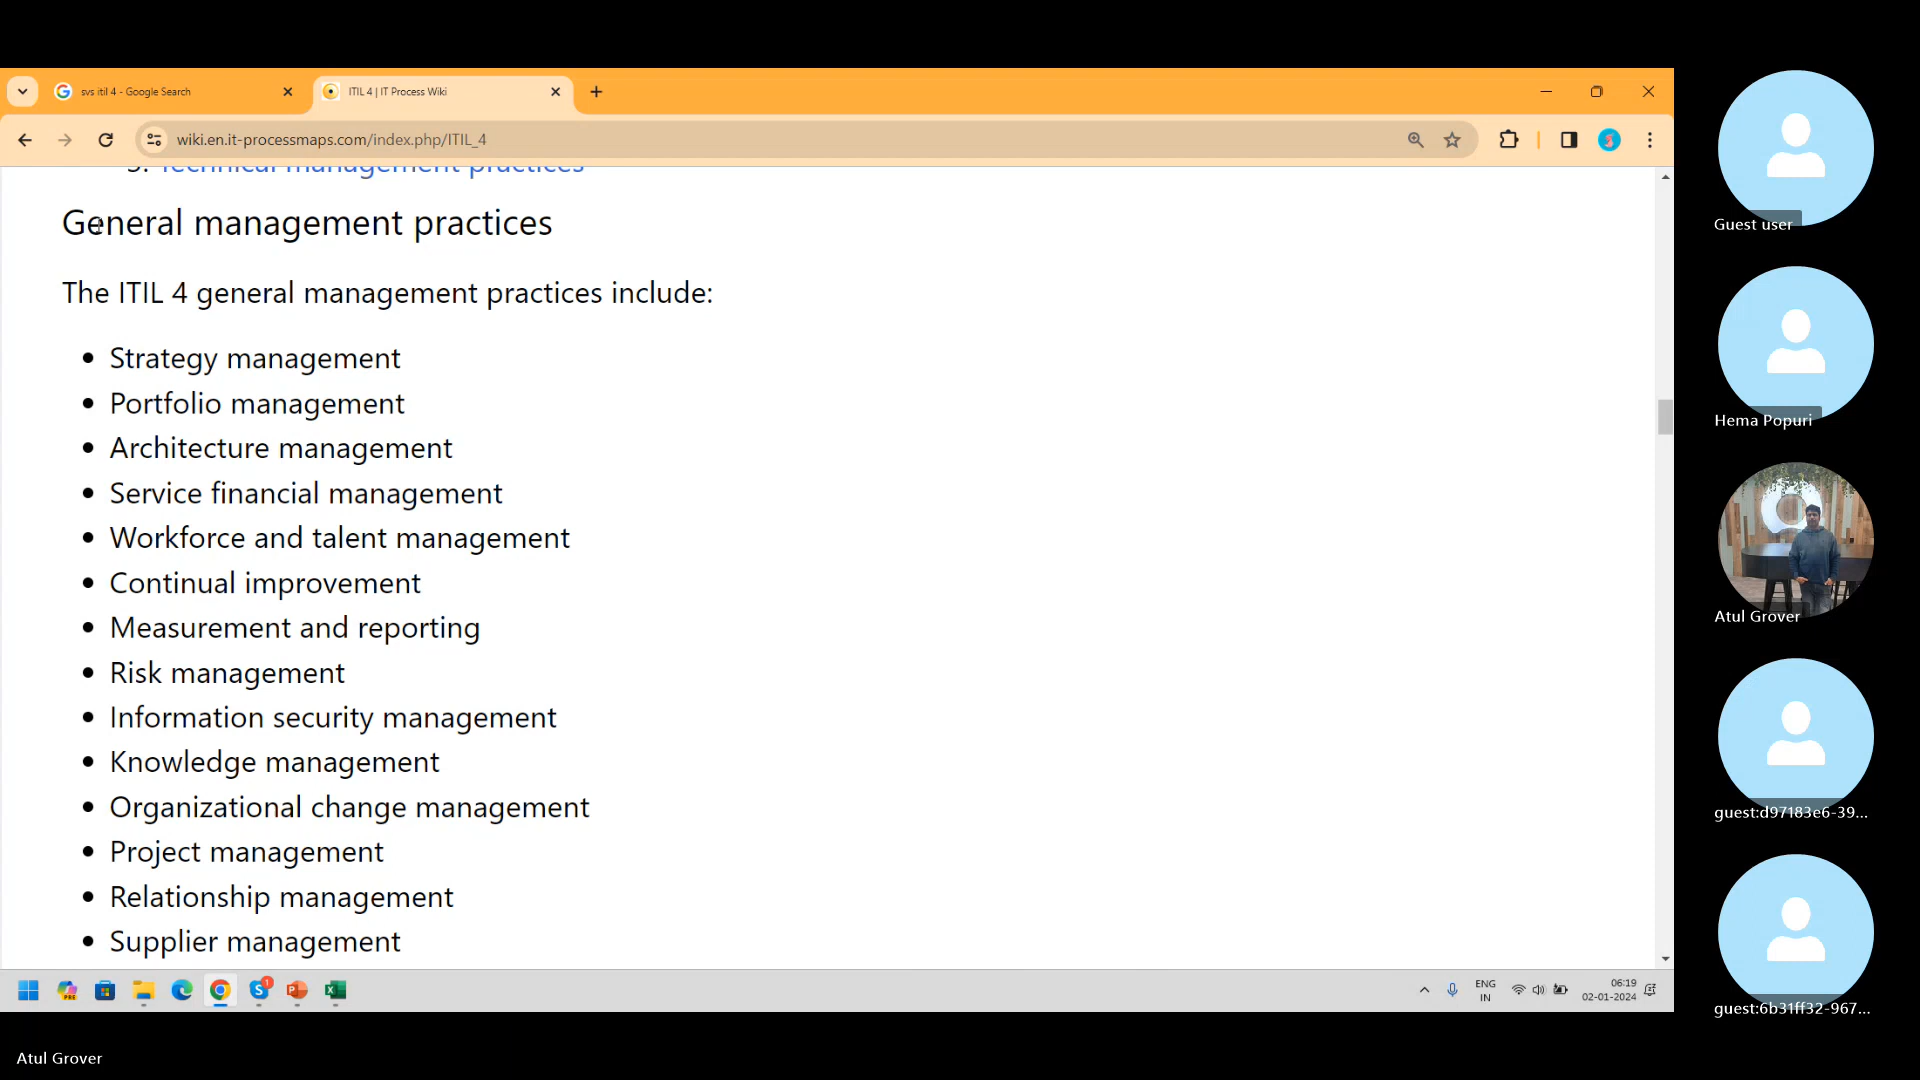 svs itil 4 - Google Search
ITIL 4 | IT Process Wiki
wiki.en.it-processmaps.com/index.php/ITIL_4
3. Technical management practices
General management practices
The ITIL 4 general management practices include:
Strategy management
Portfolio management
Architecture management
Service financial management
Workforce and talent management
Continual improvement
Measurement and reporting
Risk management
Information security management
Knowledge management
Organizational change management
Project management
Relationship management
Supplier management
ENG
IN
06:19
02-01-2024
Guest user
Hema Popuri
Atul Grover
guest:d97183e6-39...
guest:6b31ff32-967...
Atul Grover